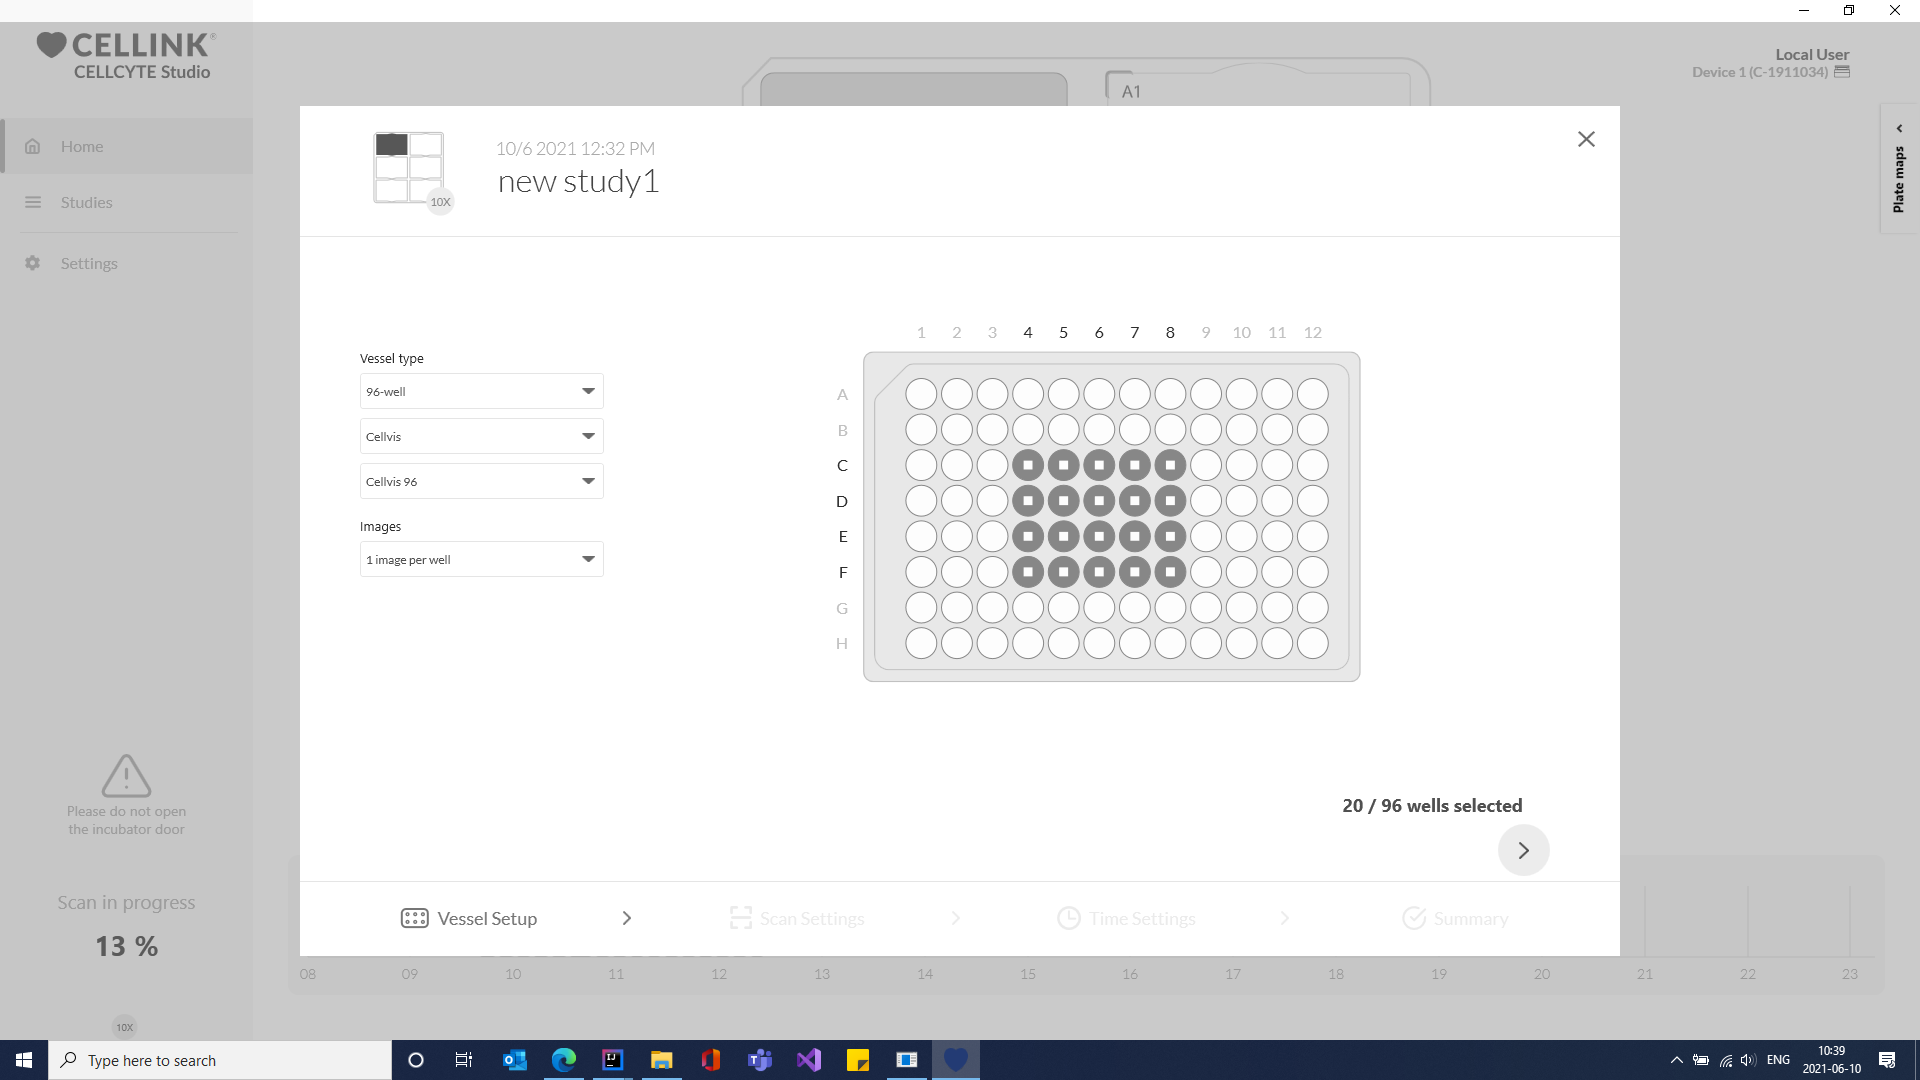 CELLINK®
CELLCYTE Studio
Local User
Device 1 (C-1911034)
A1
Home
Studies
Settings
Plate maps
10X
10/6 2021 12:32 PM
new study1
1 2 3 4 5 6 7 8 9 10 11 12
Vessel type
96-well
Cellvis
Cellvis 96
Images
1 image per well
A
B
C
D
E
F
G
H
20 / 96 wells selected
Please do not open
the incubator door
Scan in progress
13 %
10X
Vessel Setup
Scan Settings
Time Settings
Summary
08 09 10 11 12 13 14 15 16 17 18 19 20 21 22 23
Type here to search
ENG
10:39
2021-06-10